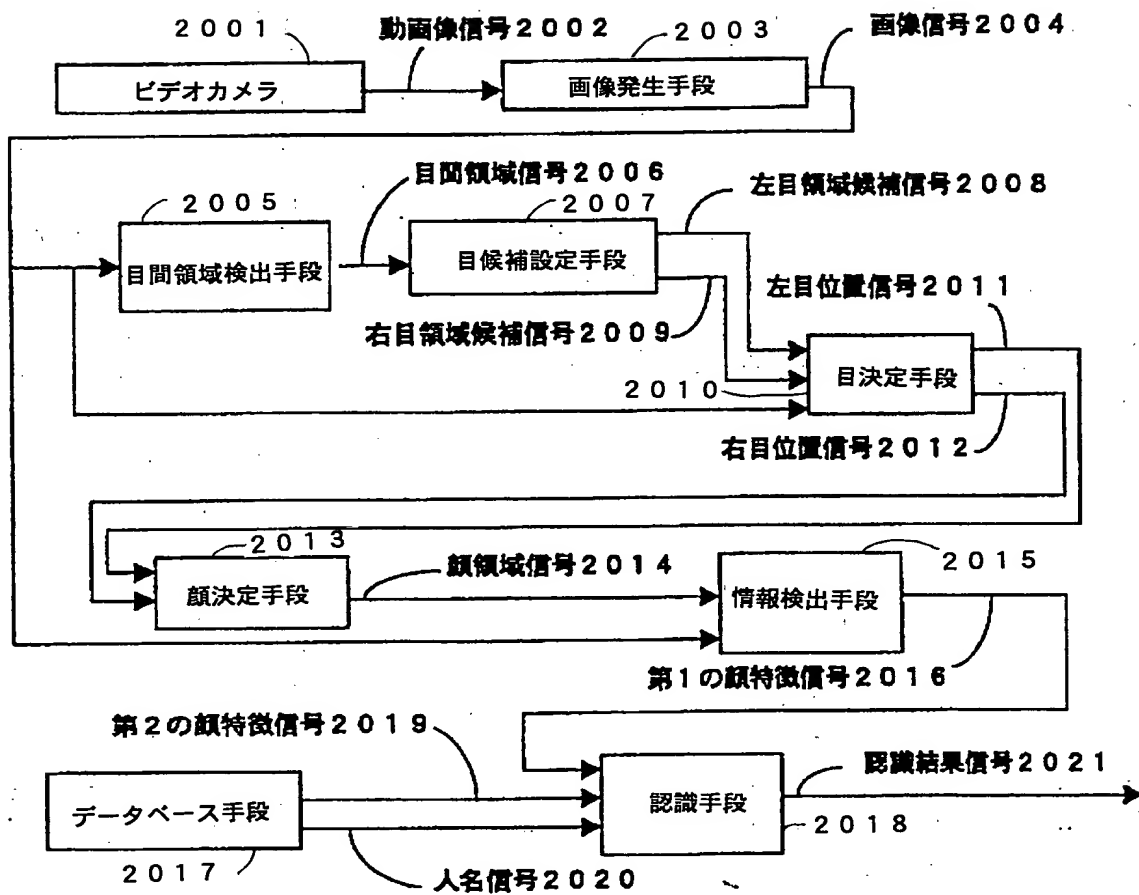 2001
動画像信号2002
2003
画像信号2004
ビデオカメラ
画像発生手段
目間領域信号2006
左目領域候補信号2008
2005
2007
目間領域検出手段
目候補設定手段
左目位置信号2011
右目領域候補信号2009
目決定手段
2010
右目位置信号2012
2013
顔領域信号2014
2015
顔決定手段
情報検出手段
第1の顔特徴信号2016
第2の顔特徴信号2019
認識結果信号2021
データベース手段
認識手段
2018
2017
人名信号2020